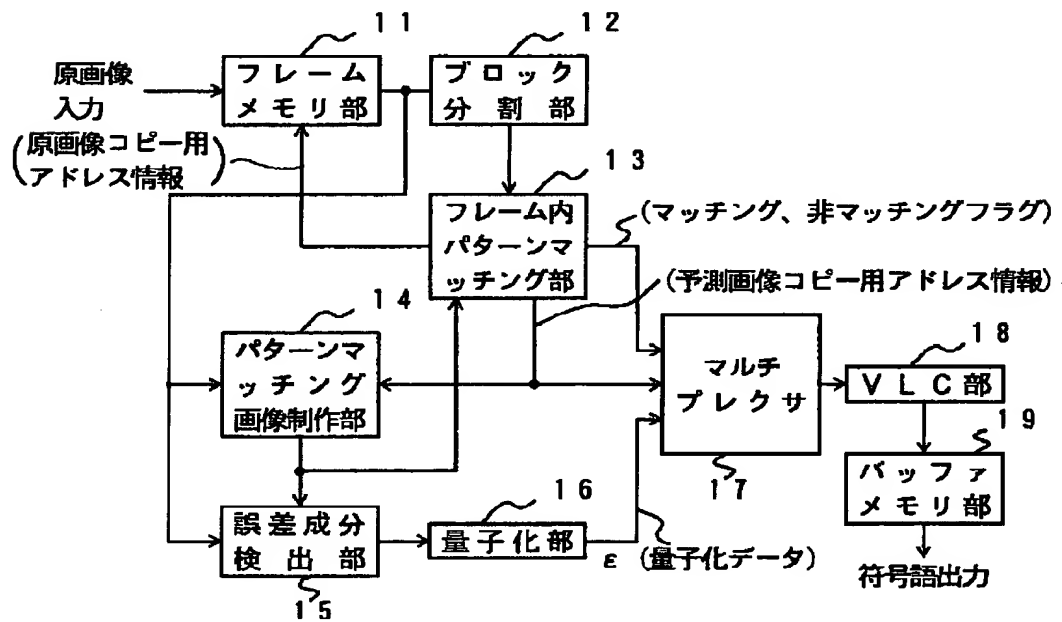 11
12
原画像
入力
フレーム
メモリ部
ブロック
分割部
(原画像コピー用
アドレス情報)
13
フレーム内
パターンマ
ッチング部
(マッチング、非マッチングフラグ)
(予測画像コピー用アドレス情報)
14
パターンマ
ッチング
画像制作部
マルチ
プレクサ
17
18
VLC部
19
バッファ
メモリ部
符号語出力
誤差成分
検出部
15
16
量子化部
ε (量子化データ)